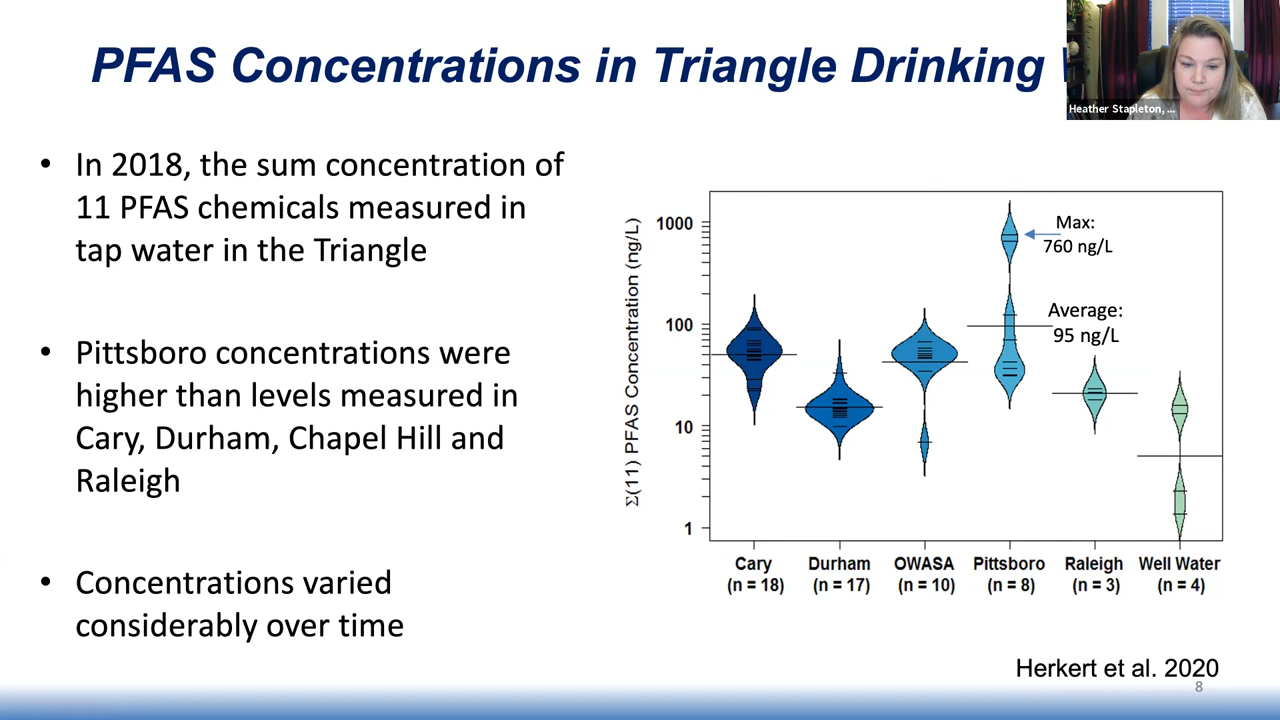 PFAS Concentrations in Triangle Drinking
Heather Stapleton, ...
• In 2018, the sum concentration of
11 PFAS chemicals measured in
tap water in the Triangle
• Pittsboro concentrations were
higher than levels measured in
Cary, Durham, Chapel Hill and
Raleigh
• Concentrations varied
considerably over time
Σ(11) PFAS Concentration (ng/L)
1000
100
10
1
Max:
760 ng/L
Average:
95 ng/L
Cary Durham OWASA Pittsboro Raleigh Well Water
(n = 18) (n = 17) (n = 10) (n = 8) (n = 3) (n = 4)
Herkert et al. 2020
8